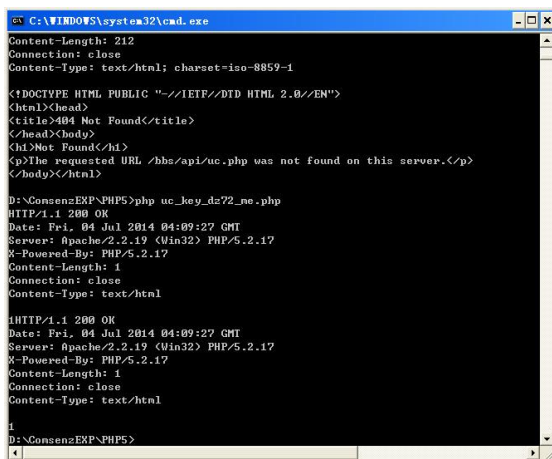 C:\WINDOWS\system32\cmd.exe
Content-Length: 212
Connection: close
Content-Type: text/html; charset=iso-8859-1
<!DOCTYPE HTML PUBLIC "-//IETF//DTD HTML 2.0//EN">
<html><head>
<title>404 Not Found</title>
</head><body>
<h1>Not Found</h1>
<p>The requested URL /bbs/api/uc.php was not found on this server.</p>
</body></html>
D:\ComsenzEXP\PHP5>php uc_key_dz72_me.php
HTTP/1.1 200 OK
Date: Fri, 04 Jul 2014 04:09:27 GMT
Server: Apache/2.2.19 (Win32) PHP/5.2.17
X-Powered-By: PHP/5.2.17
Content-Length: 1
Connection: close
Content-Type: text/html
1HTTP/1.1 200 OK
Date: Fri, 04 Jul 2014 04:09:27 GMT
Server: Apache/2.2.19 (Win32) PHP/5.2.17
X-Powered-By: PHP/5.2.17
Content-Length: 1
Connection: close
Content-Type: text/html
1
D:\ComsenzEXP\PHP5>